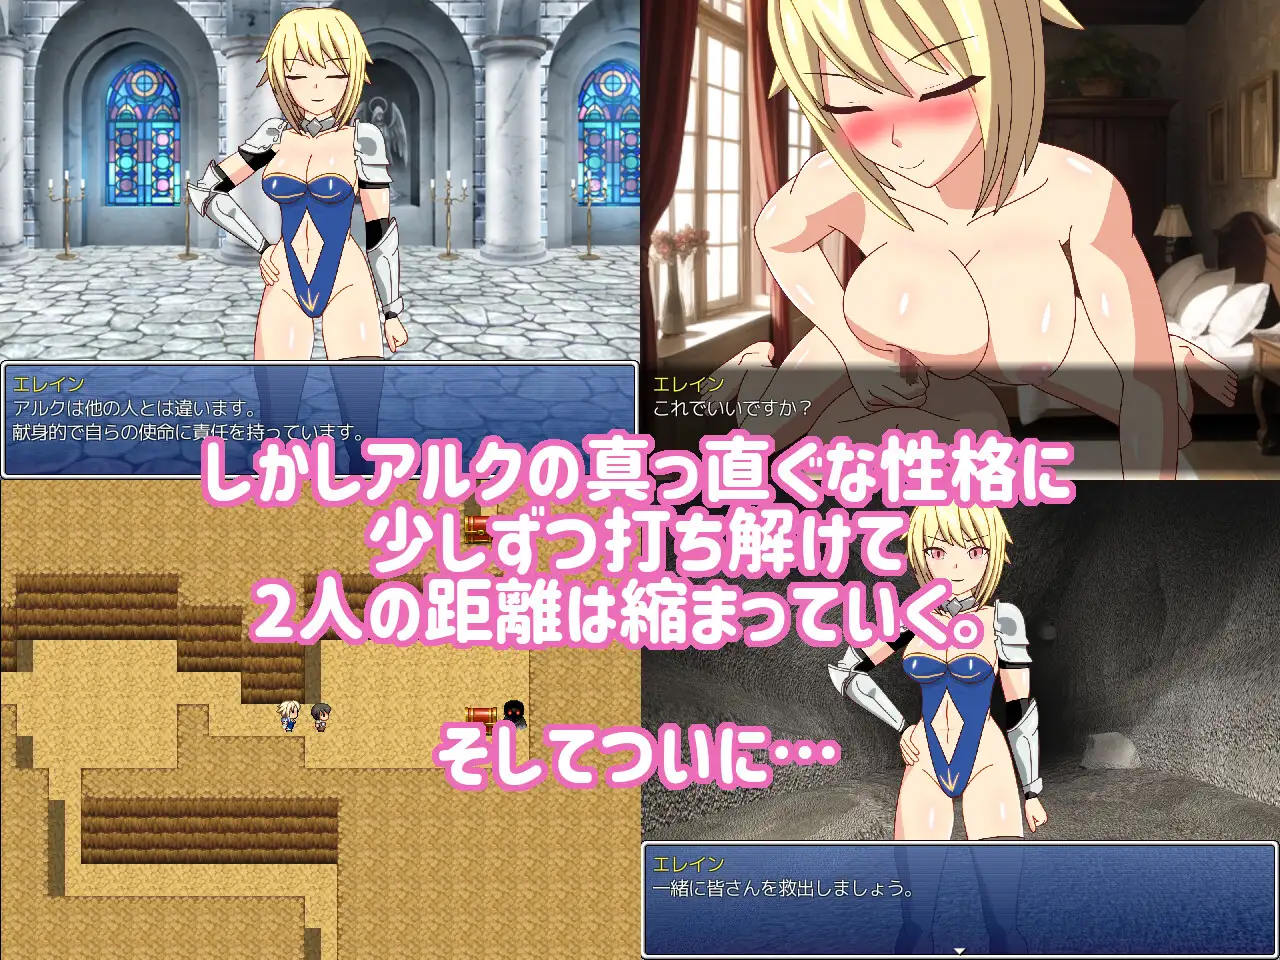 エレイン
アルクは他の人とは違います。
献身的で自らの使命に責任を持っています。
エレイン
これでいいですか？
しかしアルクの真っ直ぐな性格に
少しずつ打ち解けて
2人の距離は縮まっていく。
そしてついに…
エレイン
一緒に皆さんを救出しましょう。